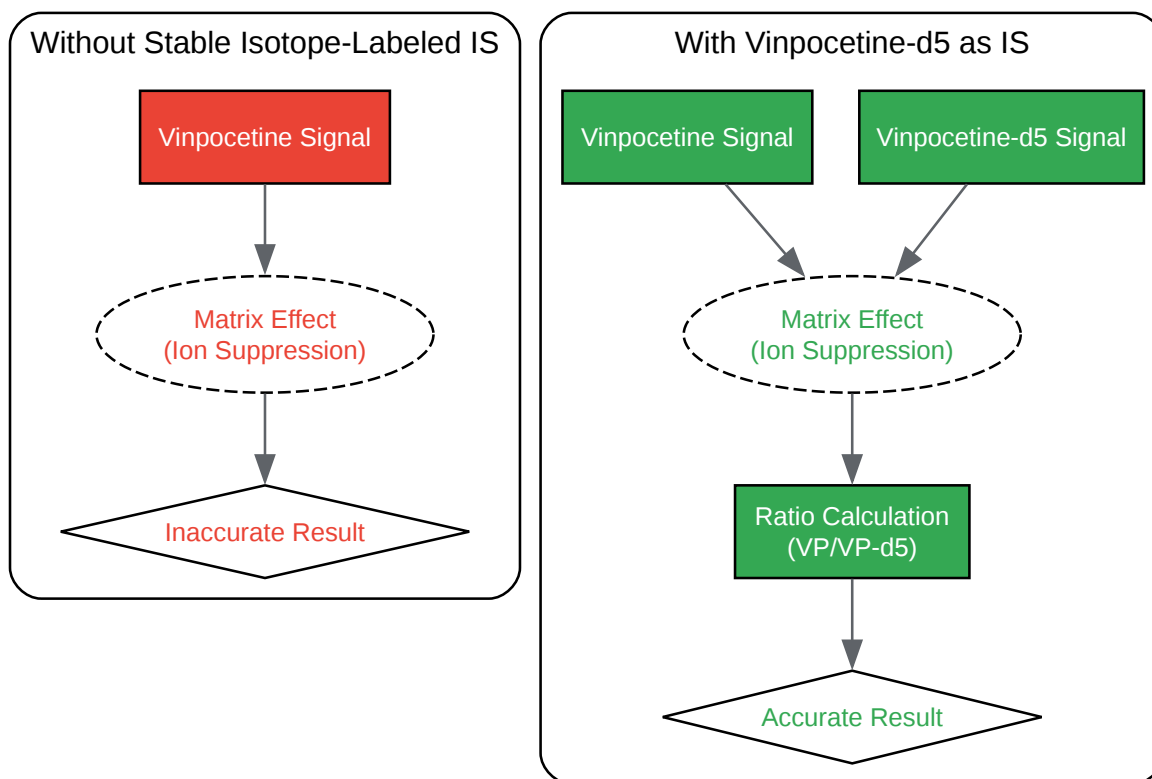 Without Stable Isotope-Labeled IS
Vinpocetine Signal
Matrix Effect
(Ion Suppression)
Inaccurate Result
With Vinpocetine-d5 as IS
Vinpocetine Signal
Vinpocetine-d5 Signal
Matrix Effect
(Ion Suppression)
Ratio Calculation
(VP/VP-d5)
Accurate Result